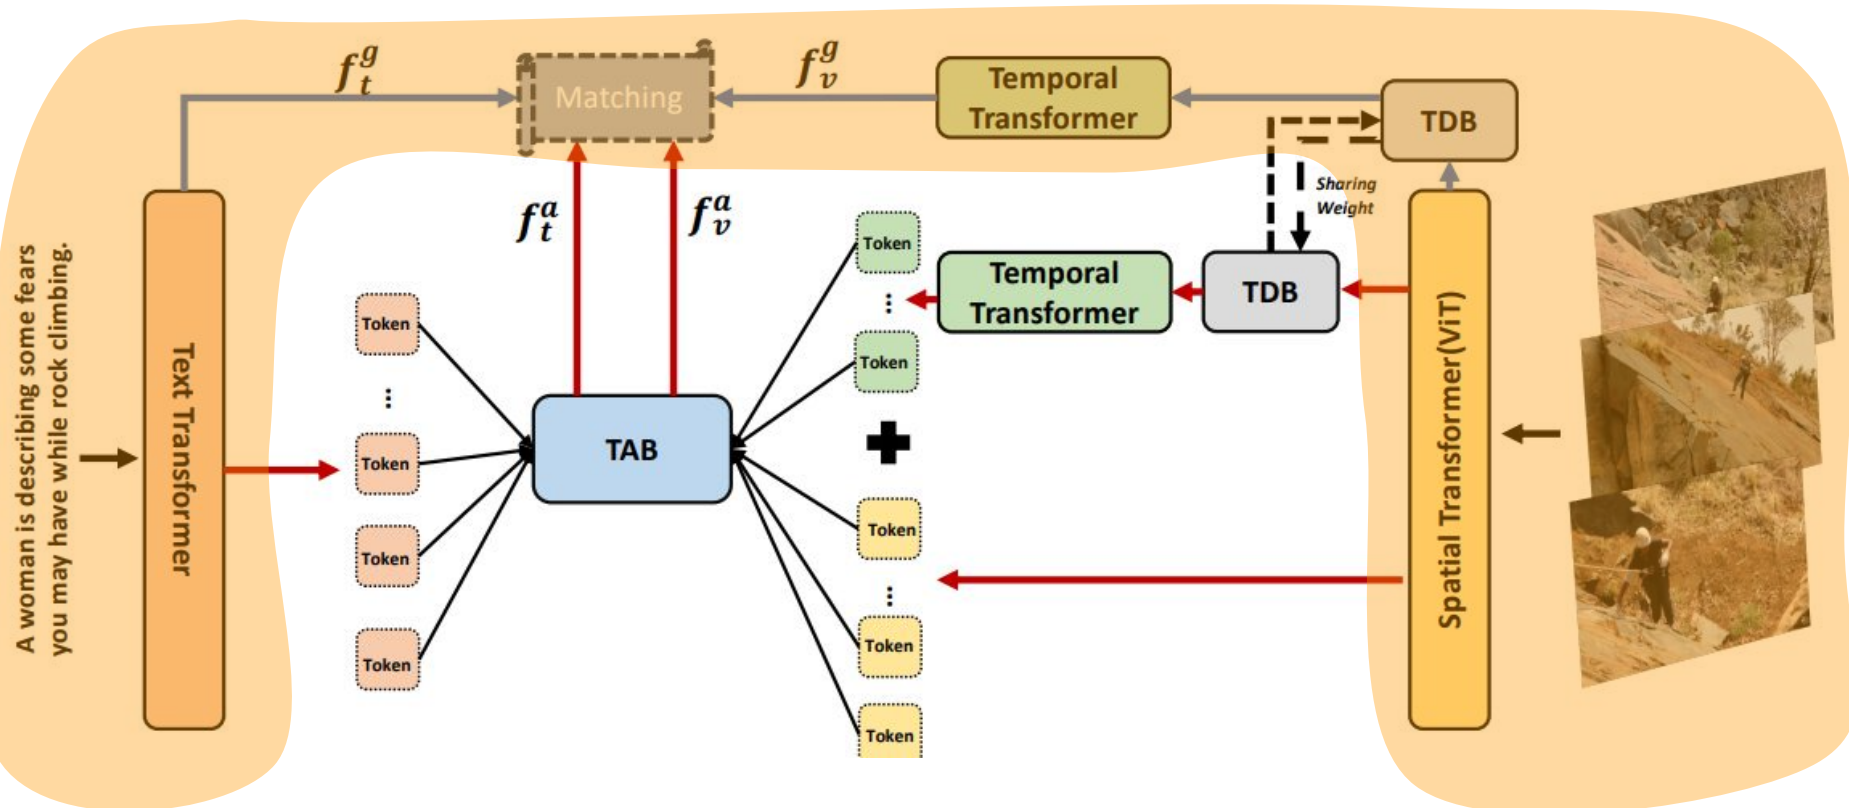 A woman is describing some fears
you may have while rock climbing.
Text Transformer
f_t^g
Matching
f_v^g
Temporal
Transformer
TDB
Sharing
Weight
f_t^a
f_v^a
Token
...
Token
Token
Token
TAB
Token
...
Token
+
Token
...
Token
Token
Temporal
Transformer
TDB
Spatial Transformer(ViT)